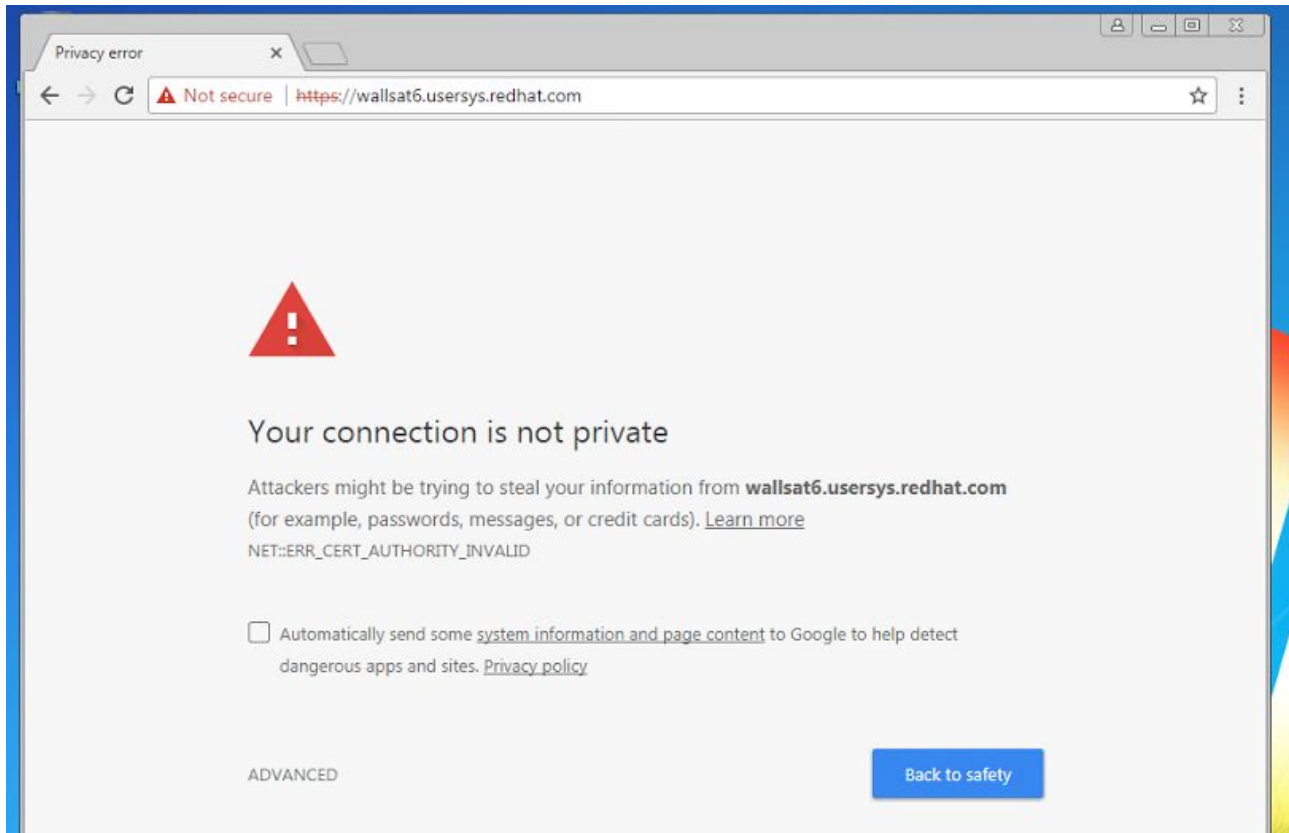 Privacy error
Not secure | https://wallsat6.usersys.redhat.com
Your connection is not private
Attackers might be trying to steal your information from wallsat6.usersys.redhat.com
(for example, passwords, messages, or credit cards). Learn more
NET::ERR_CERT_AUTHORITY_INVALID
Automatically send some system information and page content to Google to help detect
dangerous apps and sites. Privacy policy
ADVANCED
Back to safety